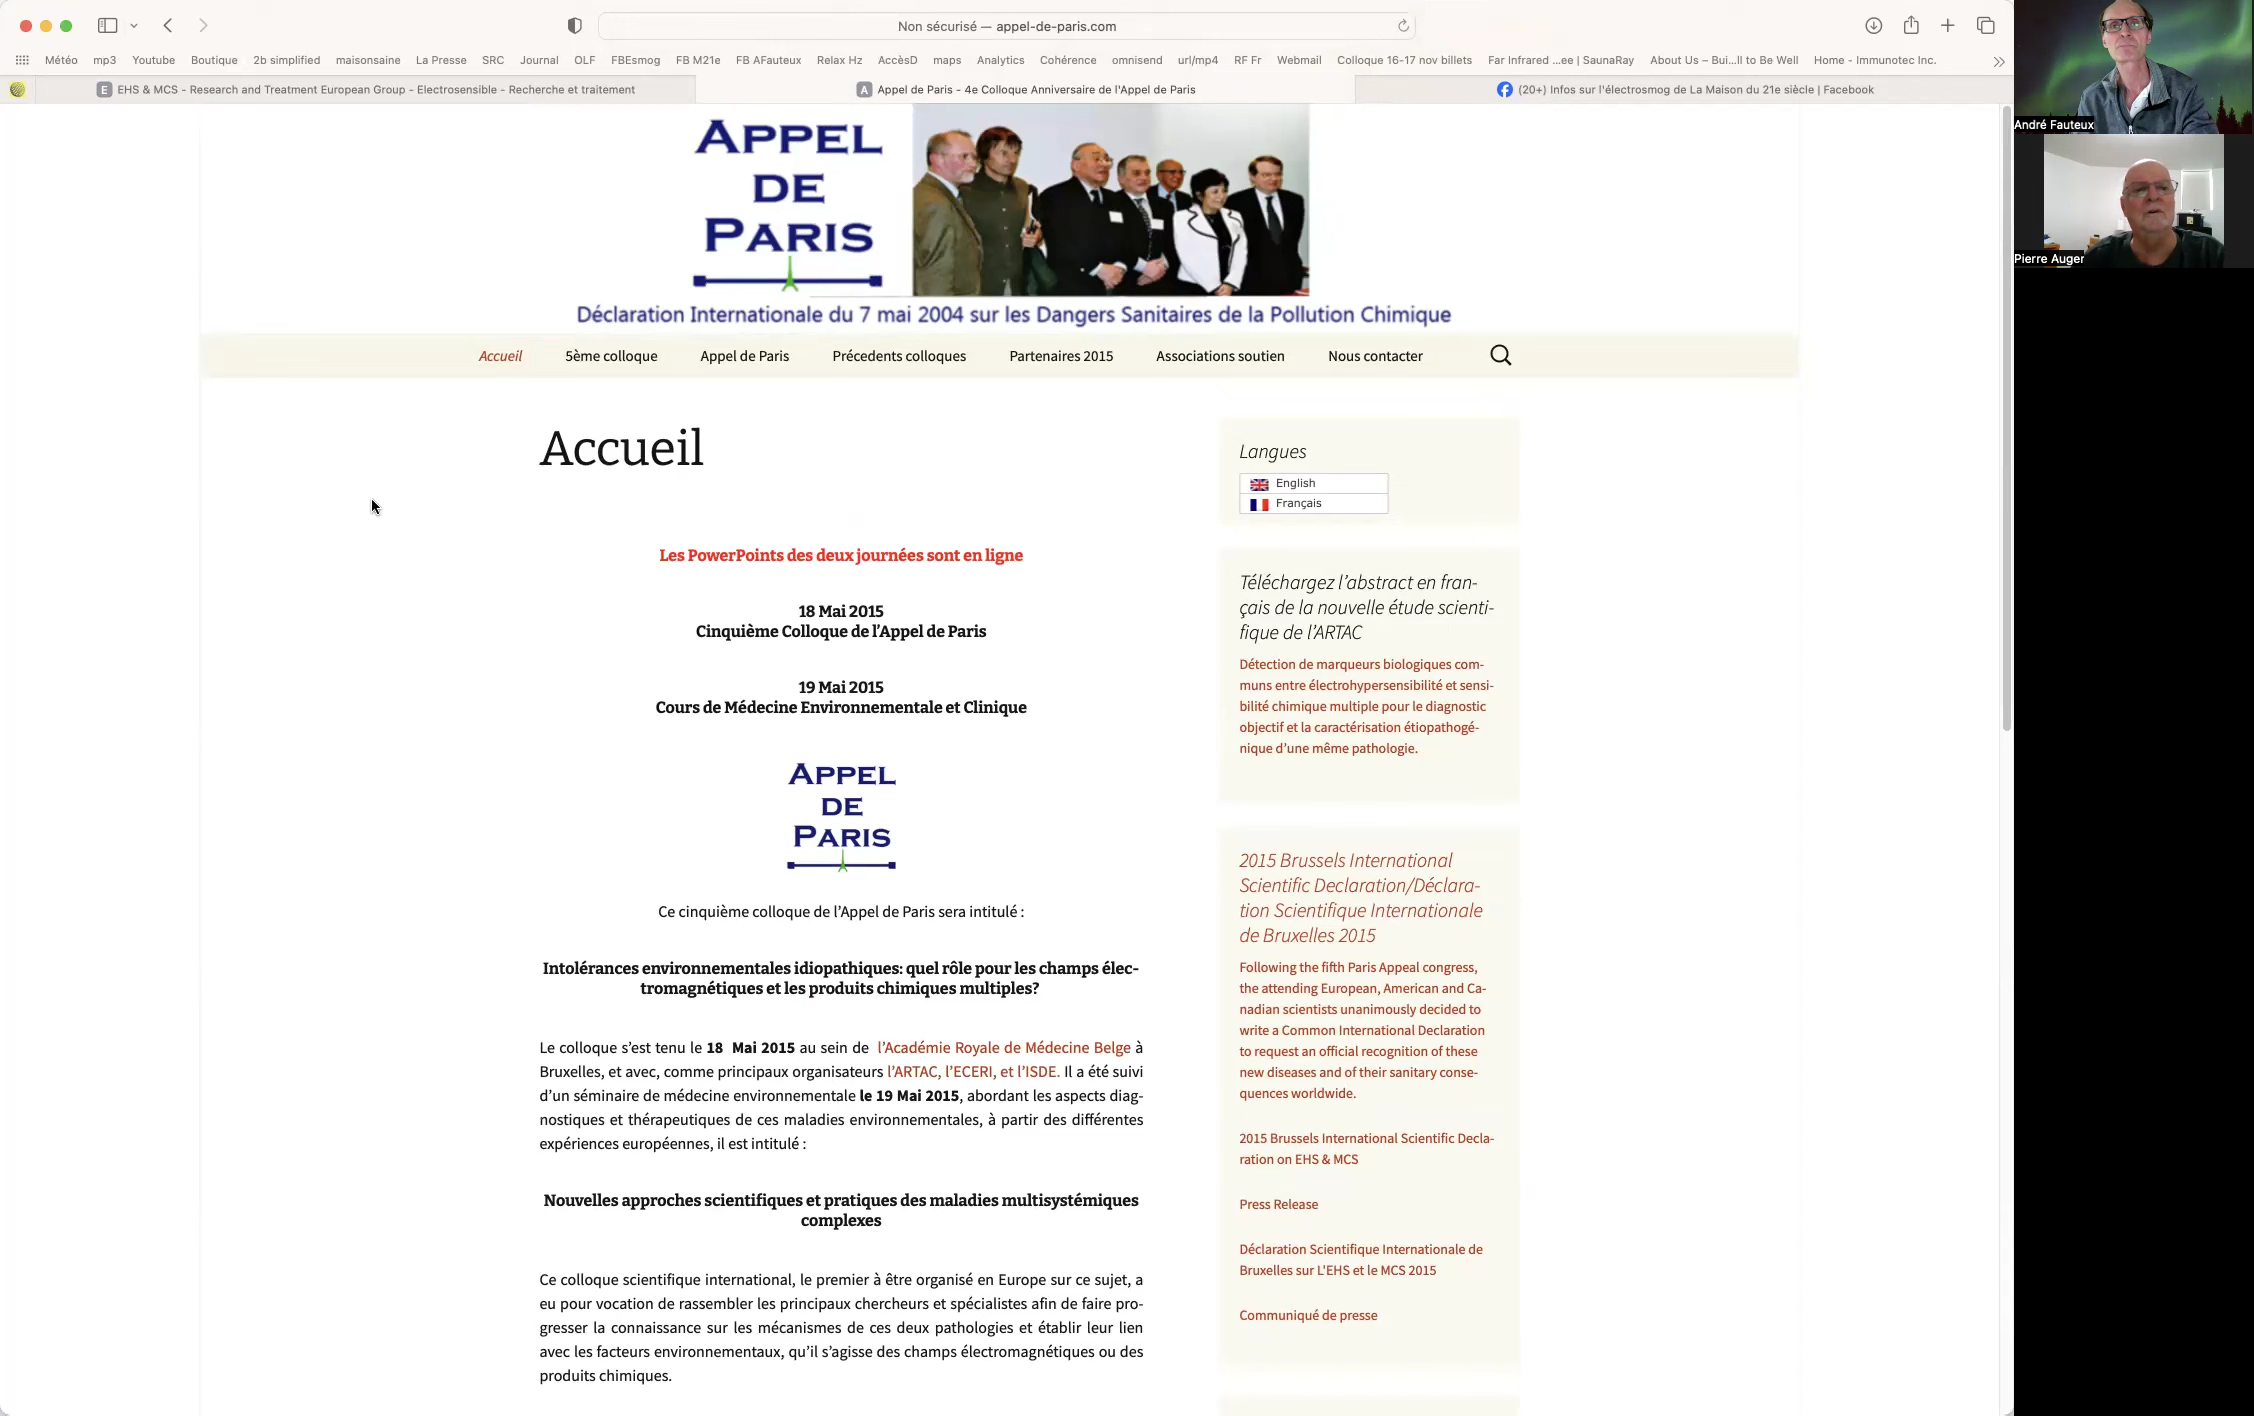 Non sécurisé — appel-de-paris.com
Météo mp3 Youtube Boutique 2b simplified maisonsaine La Presse SRC Journal OLF FBEsmog FB M21e FB AFauteux Relax Hz AccèsD maps Analytics Cohérence omnisend url/mp4 RF Fr Webmail Colloque 16-17 nov billets Far Infrared ...ee | SaunaRay About Us – Bui...ll to Be Well Home - Immunotec Inc.
E EHS & MCS - Research and Treatment European Group - Electrosensible - Recherche et traitement
A Appel de Paris - 4e Colloque Anniversaire de l'Appel de Paris
(20+) Infos sur l'électrosmog de La Maison du 21e siècle | Facebook
André Fauteux
Pierre Auger
APPEL
DE
PARIS
Déclaration Internationale du 7 mai 2004 sur les Dangers Sanitaires de la Pollution Chimique
Accueil 5ème colloque Appel de Paris Précedents colloques Partenaires 2015 Associations soutien Nous contacter
Accueil
Les PowerPoints des deux journées sont en ligne
18 Mai 2015
Cinquième Colloque de l’Appel de Paris
19 Mai 2015
Cours de Médecine Environnementale et Clinique
APPEL
DE
PARIS
Ce cinquième colloque de l’Appel de Paris sera intitulé :
Intolérances environnementales idiopathiques: quel rôle pour les champs élec-
tromagnétiques et les produits chimiques multiples?
Le colloque s’est tenu le 18 Mai 2015 au sein de l’Académie Royale de Médecine Belge à
Bruxelles, et avec, comme principaux organisateurs l’ARTAC, l’ECERI, et l’ISDE. Il a été suivi
d’un séminaire de médecine environnementale le 19 Mai 2015, abordant les aspects diag-
nostiques et thérapeutiques de ces maladies environnementales, à partir des différentes
expériences européennes, il est intitulé :
Nouvelles approches scientifiques et pratiques des maladies multisystémiques
complexes
Ce colloque scientifique international, le premier à être organisé en Europe sur ce sujet, a
eu pour vocation de rassembler les principaux chercheurs et spécialistes afin de faire pro-
gresser la connaissance sur les mécanismes de ces deux pathologies et établir leur lien
avec les facteurs environnementaux, qu’il s’agisse des champs électromagnétiques ou des
produits chimiques.
Langues
English
Français
Téléchargez l’abstract en fran-
çais de la nouvelle étude scienti-
fique de l’ARTAC
Détection de marqueurs biologiques com-
muns entre électrohypersensibilité et sensi-
bilité chimique multiple pour le diagnostic
objectif et la caractérisation étiopathogé-
nique d’une même pathologie.
2015 Brussels International
Scientific Declaration/Déclara-
tion Scientifique Internationale
de Bruxelles 2015
Following the fifth Paris Appeal congress,
the attending European, American and Ca-
nadian scientists unanimously decided to
write a Common International Declaration
to request an official recognition of these
new diseases and of their sanitary conse-
quences worldwide.
2015 Brussels International Scientific Decla-
ration on EHS & MCS
Press Release
Déclaration Scientifique Internationale de
Bruxelles sur L’EHS et le MCS 2015
Communiqué de presse